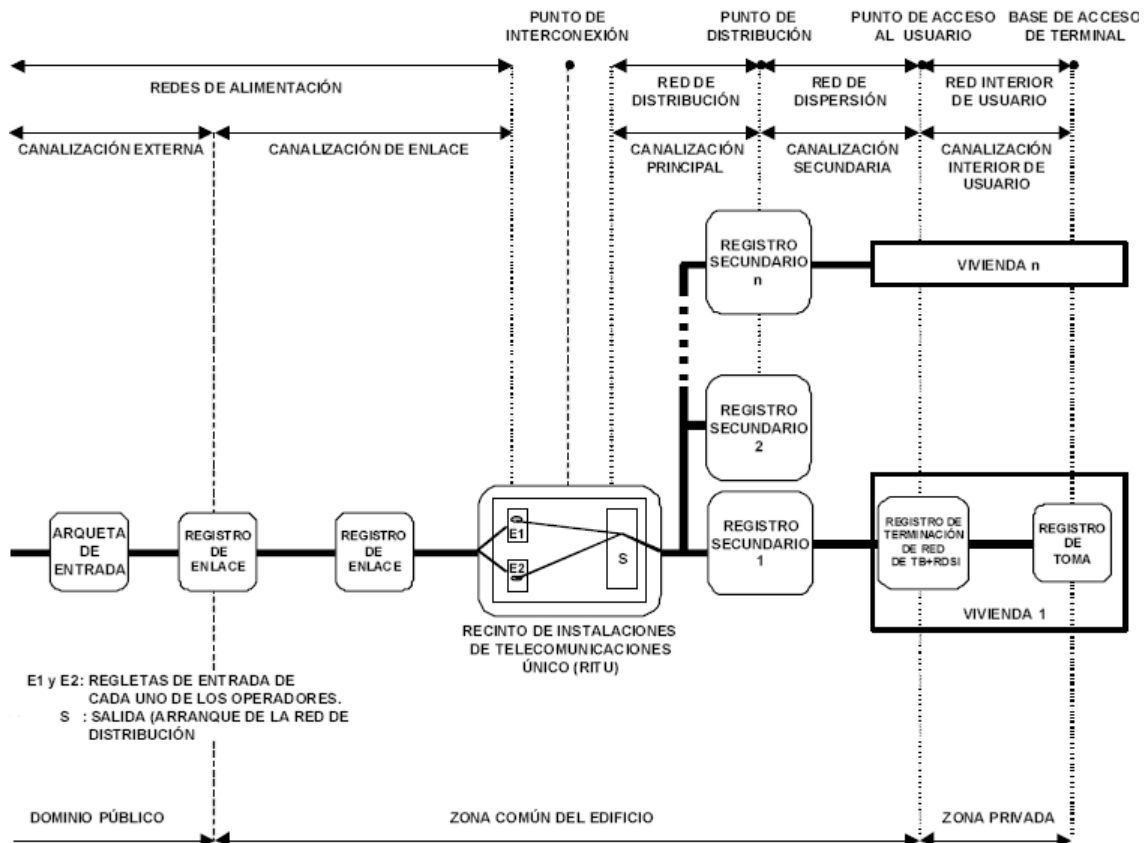 PUNTO DE
INTERCONEXIÓN
PUNTO DE
DISTRIBUCIÓN
PUNTO DE ACCESO
AL USUARIO
BASE DE ACCESO
DE TERMINAL
REDES DE ALIMENTACIÓN
RED DE
DISTRIBUCIÓN
RED DE
DISPERSIÓN
RED INTERIOR
DE USUARIO
CANALIZACIÓN EXTERNA
CANALIZACIÓN DE ENLACE
CANALIZACIÓN
PRINCIPAL
CANALIZACIÓN
SECUNDARIA
CANALIZACIÓN
INTERIOR DE
USUARIO
REGISTRO
SECUNDARIO
n
VIVIENDA n
REGISTRO
SECUNDARIO
2
ARQUETA
DE
ENTRADA
REGISTRO
DE
ENLACE
REGISTRO
DE
ENLACE
E1
E2
S
REGISTRO
SECUNDARIO
1
REGISTRO DE
TERMINACIÓN
DE RED
DE TB+RDSI
REGISTRO
DE
TOMA
VIVIENDA 1
RECINTO DE INSTALACIONES
DE TELECOMUNICACIONES
ÚNICO (RITU)
E1 y E2: REGLETAS DE ENTRADA DE
CADA UNO DE LOS OPERADORES.
S : SALIDA (ARRANQUE DE LA RED DE
DISTRIBUCIÓN
DOMINIO PÚBLICO
ZONA COMÚN DEL EDIFICIO
ZONA PRIVADA